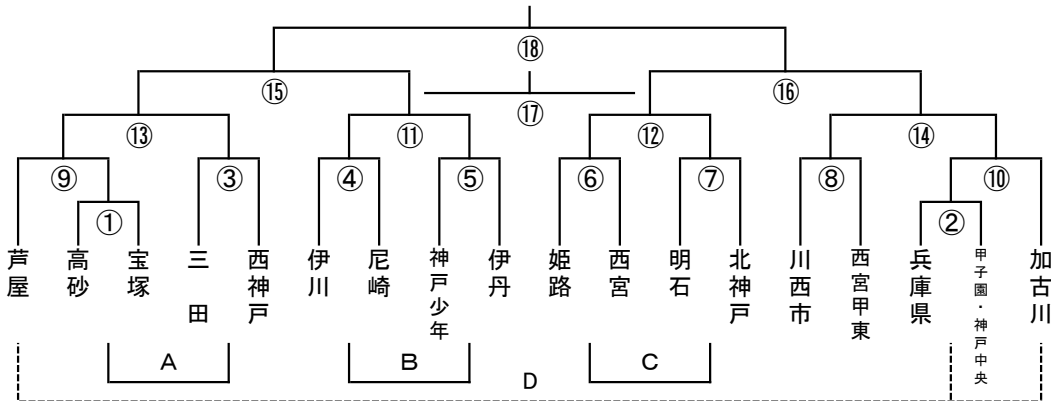 ⑱
⑮
⑯
⑰
⑬
⑪
⑫
⑭
⑨
③
④
⑤
⑥
⑦
⑧
⑩
①
②
芦屋
高砂
宝塚
三田
西神戸
伊川
尼崎
神戸少年
伊丹
姫路
西宮
明石
北神戸
川西市
西宮甲東
兵庫県
甲子園・神戸中央
加古川
A
B
C
D